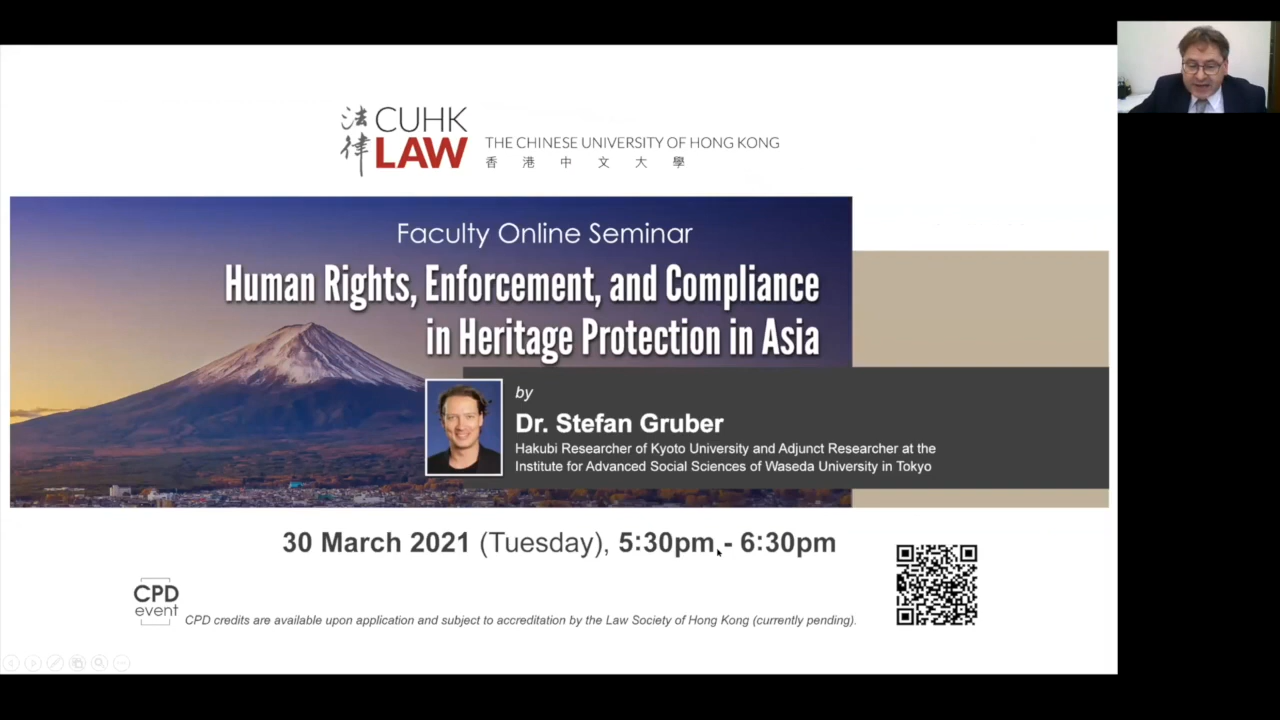 法律
CUHK
LAW
THE CHINESE UNIVERSITY OF HONG KONG
香港中文大學
Faculty Online Seminar
Human Rights, Enforcement, and Compliance
in Heritage Protection in Asia
by
Dr. Stefan Gruber
Hakubi Researcher of Kyoto University and Adjunct Researcher at the
Institute for Advanced Social Sciences of Waseda University in Tokyo
30 March 2021 (Tuesday), 5:30pm - 6:30pm
CPD
event
CPD credits are available upon application and subject to accreditation by the Law Society of Hong Kong (currently pending).